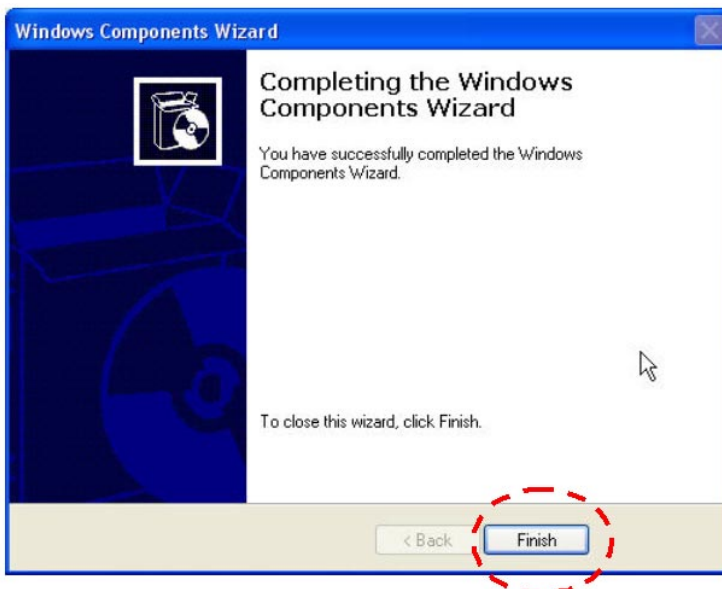 Windows Components Wizard
Completing the Windows
Components Wizard
You have successfully completed the Windows
Components Wizard.
To close this wizard, click Finish.
< Back
Finish